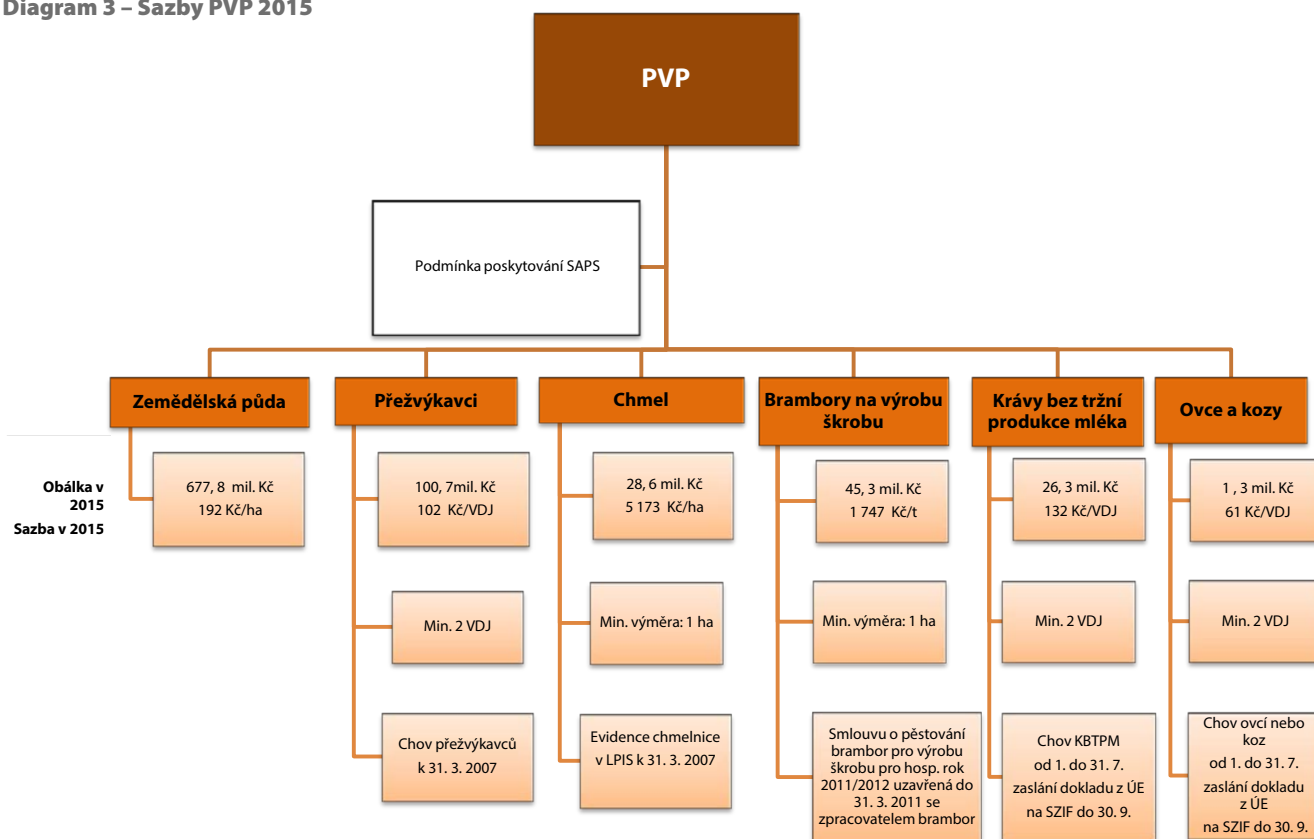 Diagram 3 – Sazby PVP 2015
PVP
Podmínka poskytování SAPS
Zemědělská půda
Přežvýkavci
Chmel
Brambory na výrobu
škrobu
Krávy bez tržní
produkce mléka
Ovce a kozy
Obálka v
2015
Sazba v 2015
677, 8 mil. Kč
192 Kč/ha
100, 7mil. Kč
102 Kč/VDJ
28, 6 mil. Kč
5 173 Kč/ha
45, 3 mil. Kč
1 747 Kč/t
26, 3 mil. Kč
132 Kč/VDJ
1 , 3 mil. Kč
61 Kč/VDJ
Min. 2 VDJ
Min. výměra: 1 ha
Min. výměra: 1 ha
Min. 2 VDJ
Min. 2 VDJ
Chov přežvýkavců
k 31. 3. 2007
Evidence chmelnice
v LPIS k 31. 3. 2007
Smlouvu o pěstování
brambor pro výrobu
škrobu pro hosp. rok
2011/2012 uzavřená do
31. 3. 2011 se
zpracovatelem brambor
Chov KBTPM
od 1. do 31. 7.
zaslání dokladu z ÚE
na SZIF do 30. 9.
Chov ovcí nebo
koz
od 1. do 31. 7.
zaslání dokladu
z ÚE
na SZIF do 30. 9.